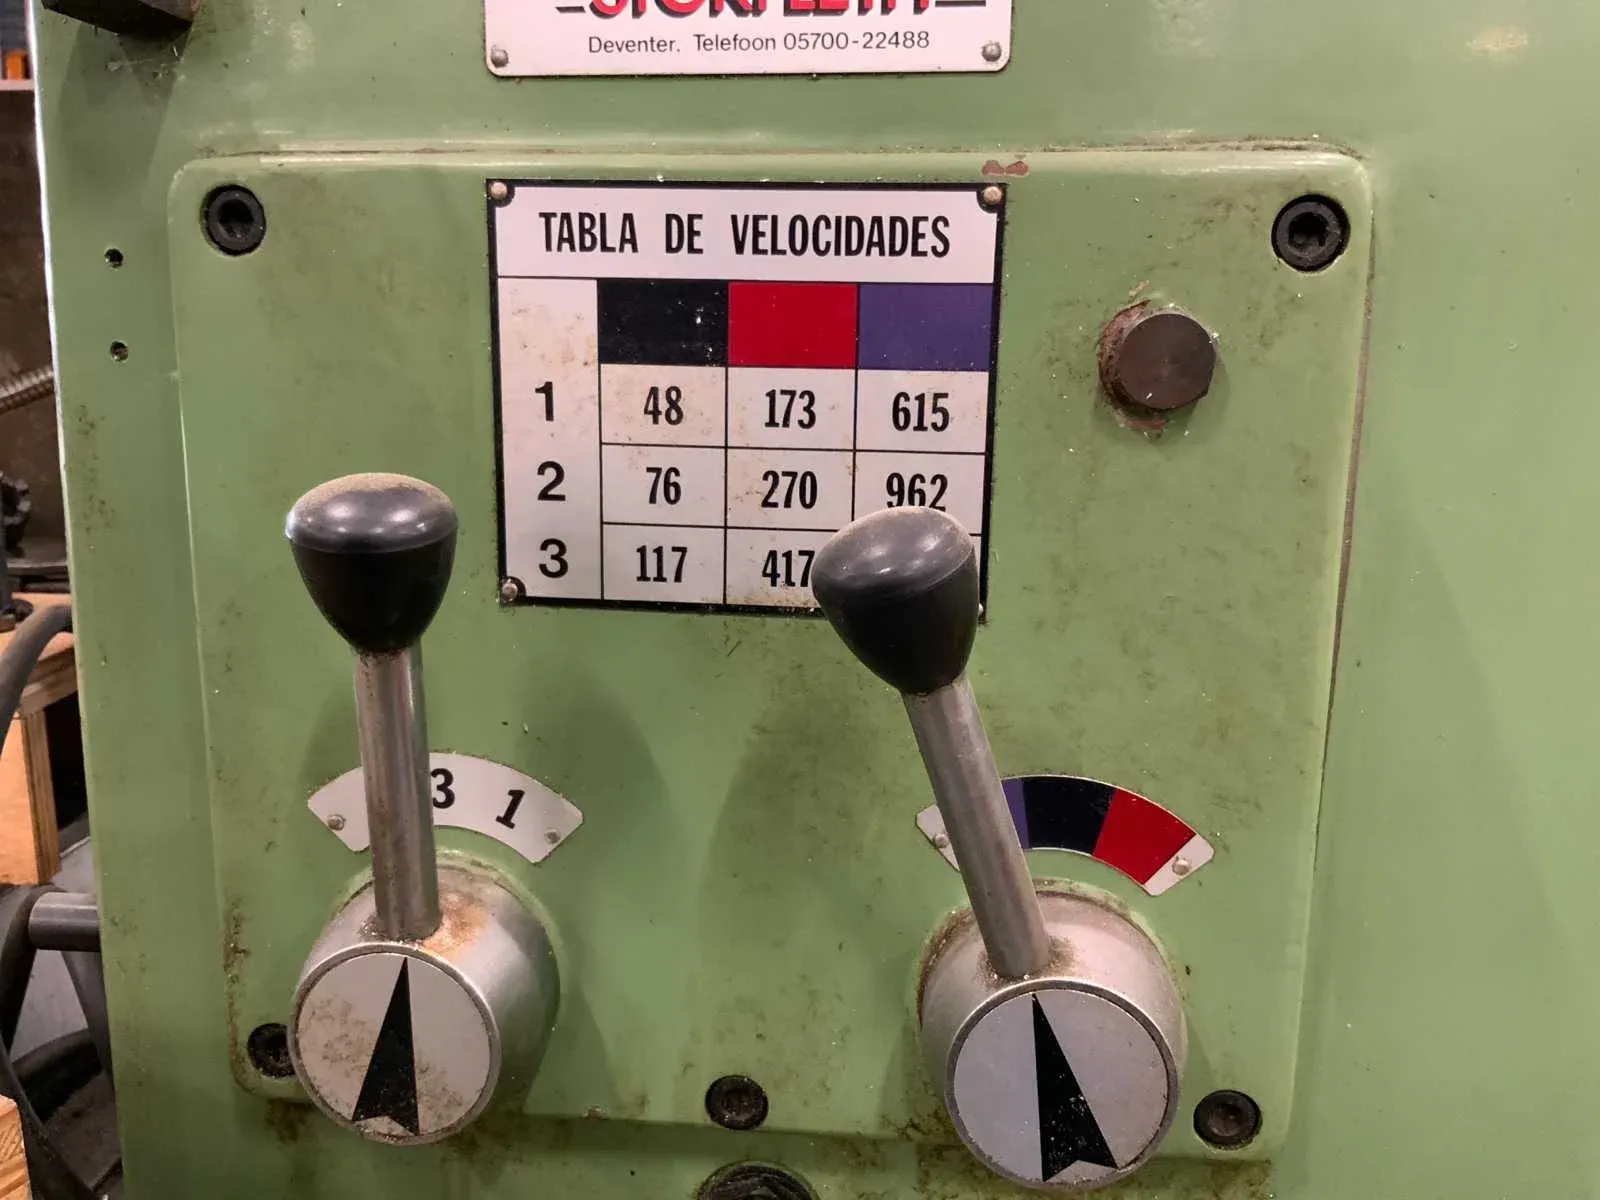 Deventer. Telefoon 05700-22488
TABLA DE VELOCIDADES
1 48 173 615
2 76 270 962
3 117 417
3 1